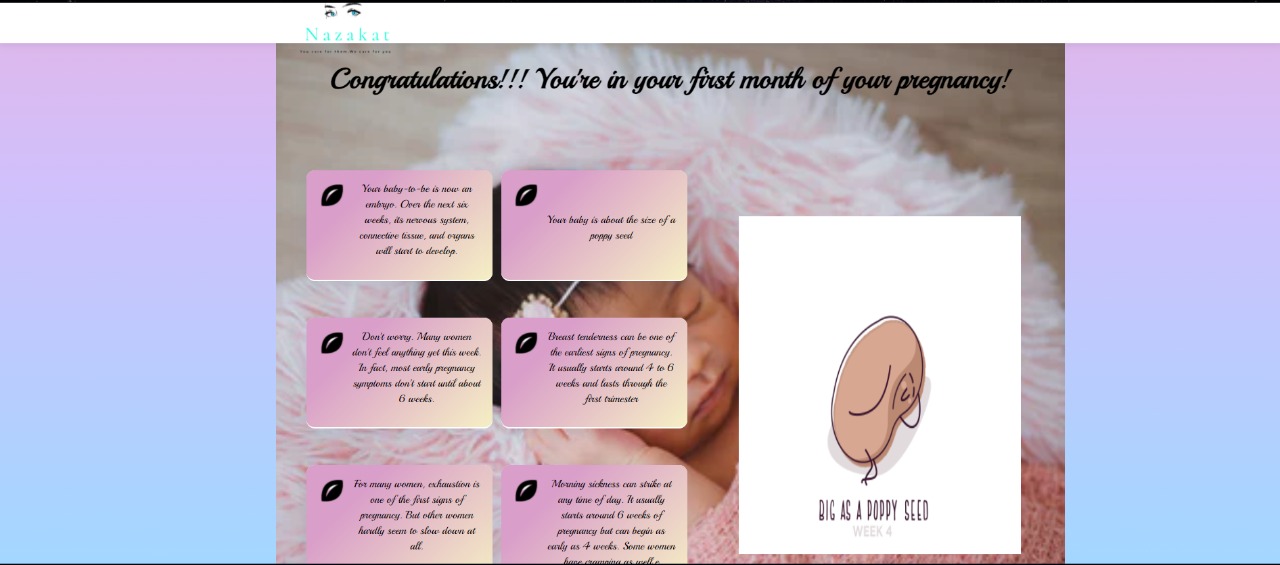 Nazakat
You care for them.We care for you
Congratulations!!! You're in your first month of your pregnancy!
Your baby-to-be is now an
embryo. Over the next six
weeks, its nervous system,
connective tissue, and organs
will start to develop.
Your baby is about the size of a
poppy seed
Don't worry. Many women
don't feel anything yet this week.
In fact, most early pregnancy
symptoms don't start until about
6 weeks.
Breast tenderness can be one of
the earliest signs of pregnancy.
It usually starts around 4 to 6
weeks and lasts through the
first trimester
For many women, exhaustion is
one of the first signs of
pregnancy. But other women
hardly seem to slow down at
all.
Morning sickness can strike at
any time of day. It usually
starts around 6 weeks of
pregnancy but can begin as
early as 4 weeks. Some women
have cramping as well
BIG AS A POPPY SEED
WEEK 4